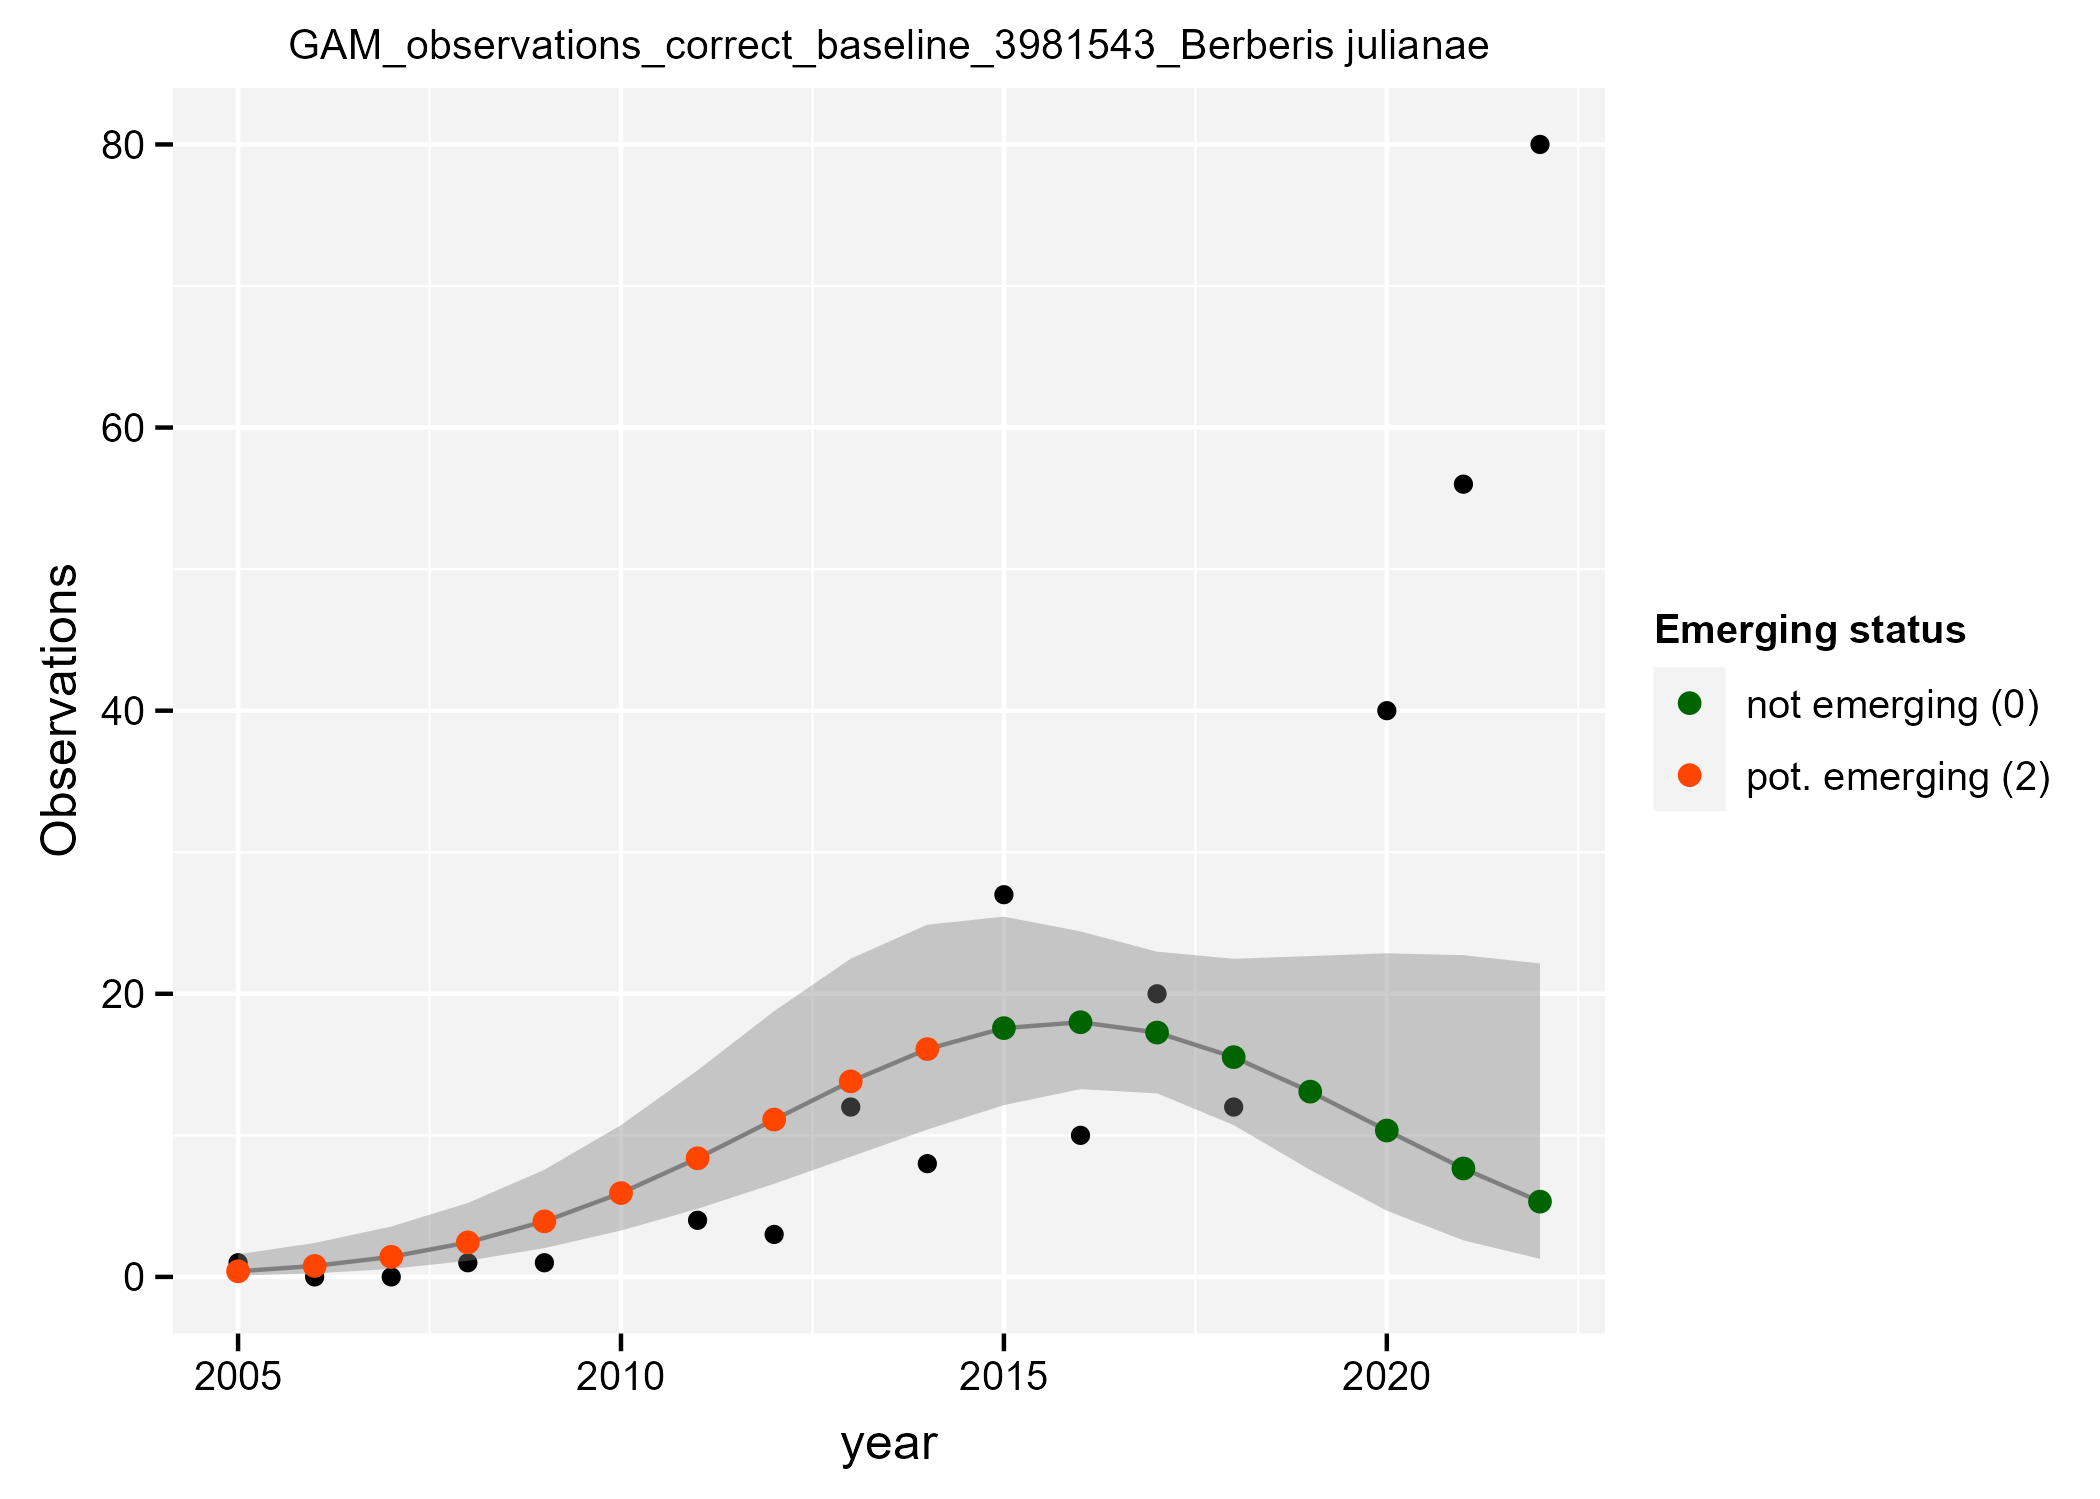 GAM_observations_correct_baseline_3981543_Berberis julianae
80
60
40
20
0
Observations
2005 2010 2015 2020
year
Emerging status
not emerging (0)
pot. emerging (2)